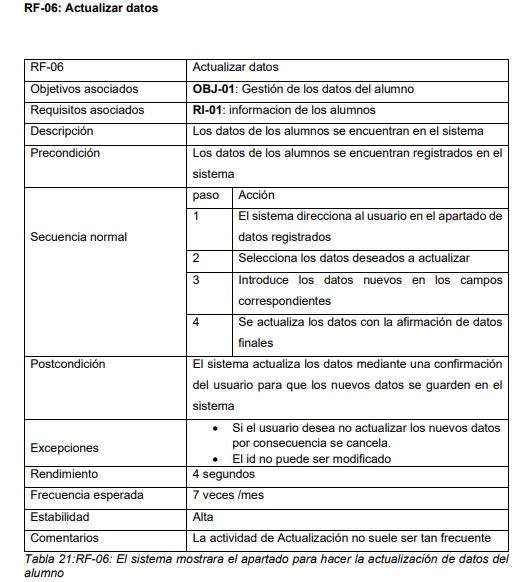 RF-06: Actualizar datos
RF-06 Actualizar datos
Objetivos asociados OBJ-01: Gestión de los datos del alumno
Requisitos asociados RI-01: informacion de los alumnos
Descripción Los datos de los alumnos se encuentran en el sistema
Precondición Los datos de los alumnos se encuentran registrados en el
sistema
Secuencia normal
paso Acción
1 El sistema direcciona al usuario en el apartado de
datos registrados
2 Selecciona los datos deseados a actualizar
3 Introduce los datos nuevos en los campos
correspondientes
4 Se actualiza los datos con la afirmación de datos
finales
Postcondición El sistema actualiza los datos mediante una confirmación
del usuario para que los nuevos datos se guarden en el
sistema
Excepciones
• Si el usuario desea no actualizar los nuevos datos
por consecuencia se cancela.
• El id no puede ser modificado
Rendimiento 4 segundos
Frecuencia esperada 7 veces /mes
Estabilidad Alta
Comentarios La actividad de Actualización no suele ser tan frecuente
Tabla 21:RF-06: El sistema mostrara el apartado para hacer la actualización de datos del
alumno